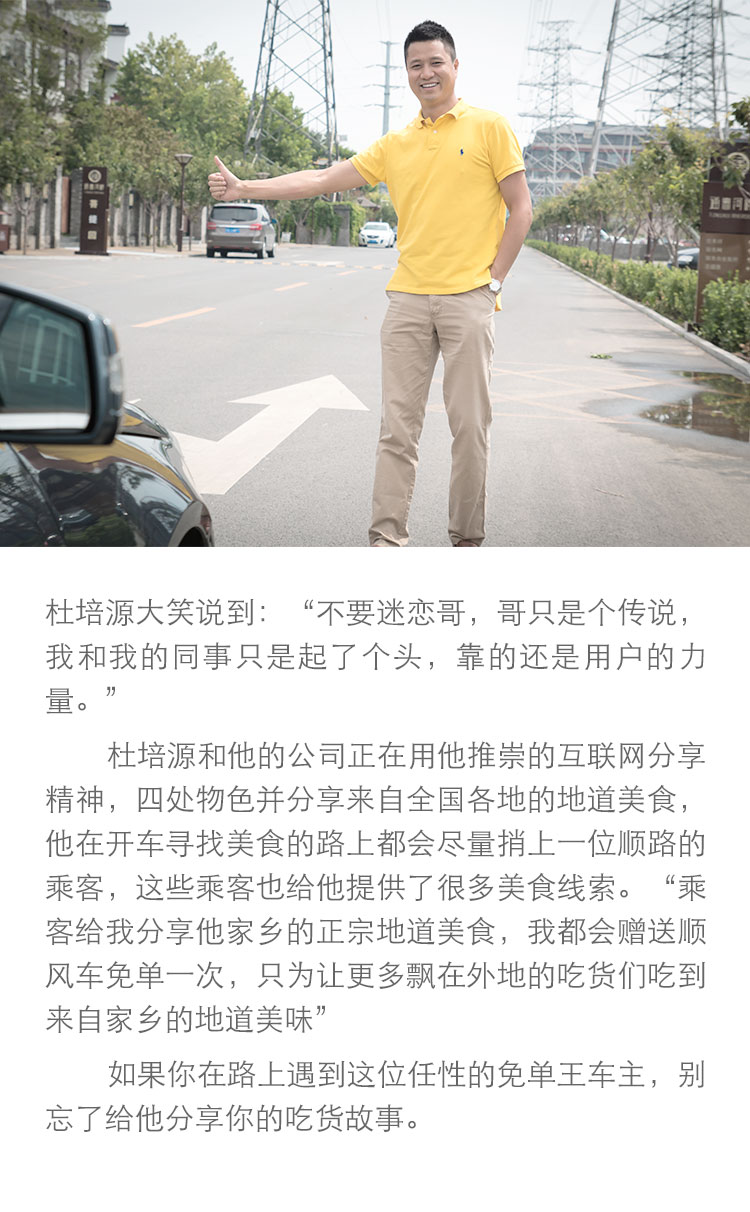 杜培源大笑说到：“不要迷恋哥，哥只是个传说，
我和我的同事只是起了个头，靠的还是用户的力
量。”
杜培源和他的公司正在用他推崇的互联网分享
精神，四处物色并分享来自全国各地的地道美食，
他在开车寻找美食的路上都会尽量捎上一位顺路的
乘客，这些乘客也给他提供了很多美食线索。“乘
客给我分享他家乡的正宗地道美食，我都会赠送顺
风车免单一次，只为让更多飘在外地的吃货们吃到
来自家乡的地道美味”
如果你在路上遇到这位任性的免单王车主，别
忘了给他分享你的吃货故事。